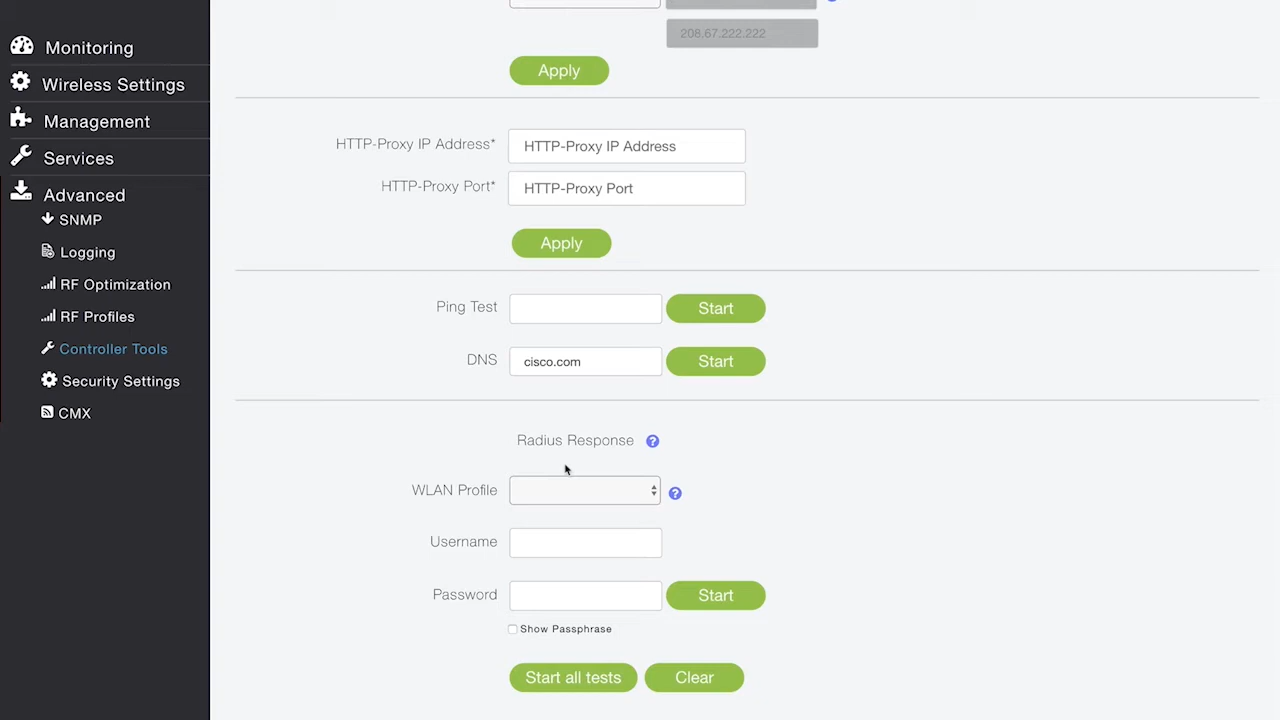 Monitoring
Wireless Settings
Management
Services
Advanced
SNMP
Logging
RF Optimization
RF Profiles
Controller Tools
Security Settings
CMX
208.67.222.222
Apply
HTTP-Proxy IP Address* HTTP-Proxy IP Address
HTTP-Proxy Port* HTTP-Proxy Port
Apply
Ping Test Start
DNS cisco.com Start
Radius Response ?
WLAN Profile ?
Username
Password Start
Show Passphrase
Start all tests Clear